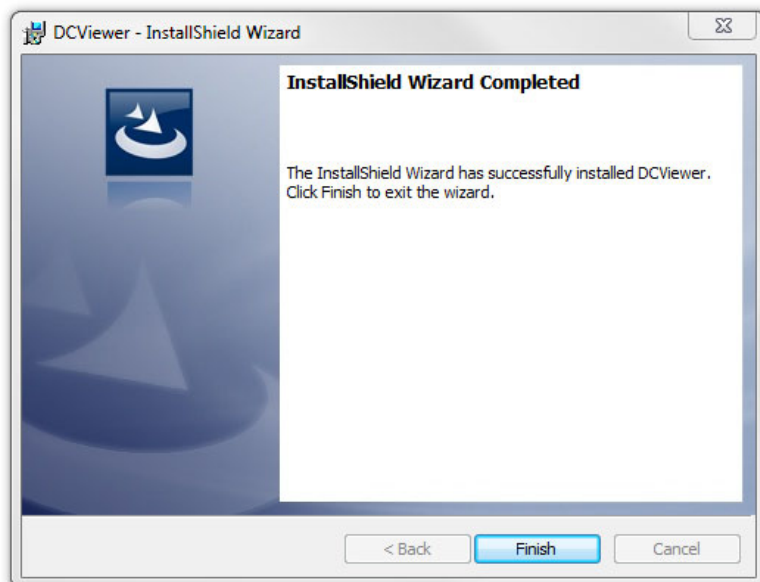 DCViewer - InstallShield Wizard
InstallShield Wizard Completed
The InstallShield Wizard has successfully installed DCViewer.
Click Finish to exit the wizard.
< Back
Finish
Cancel